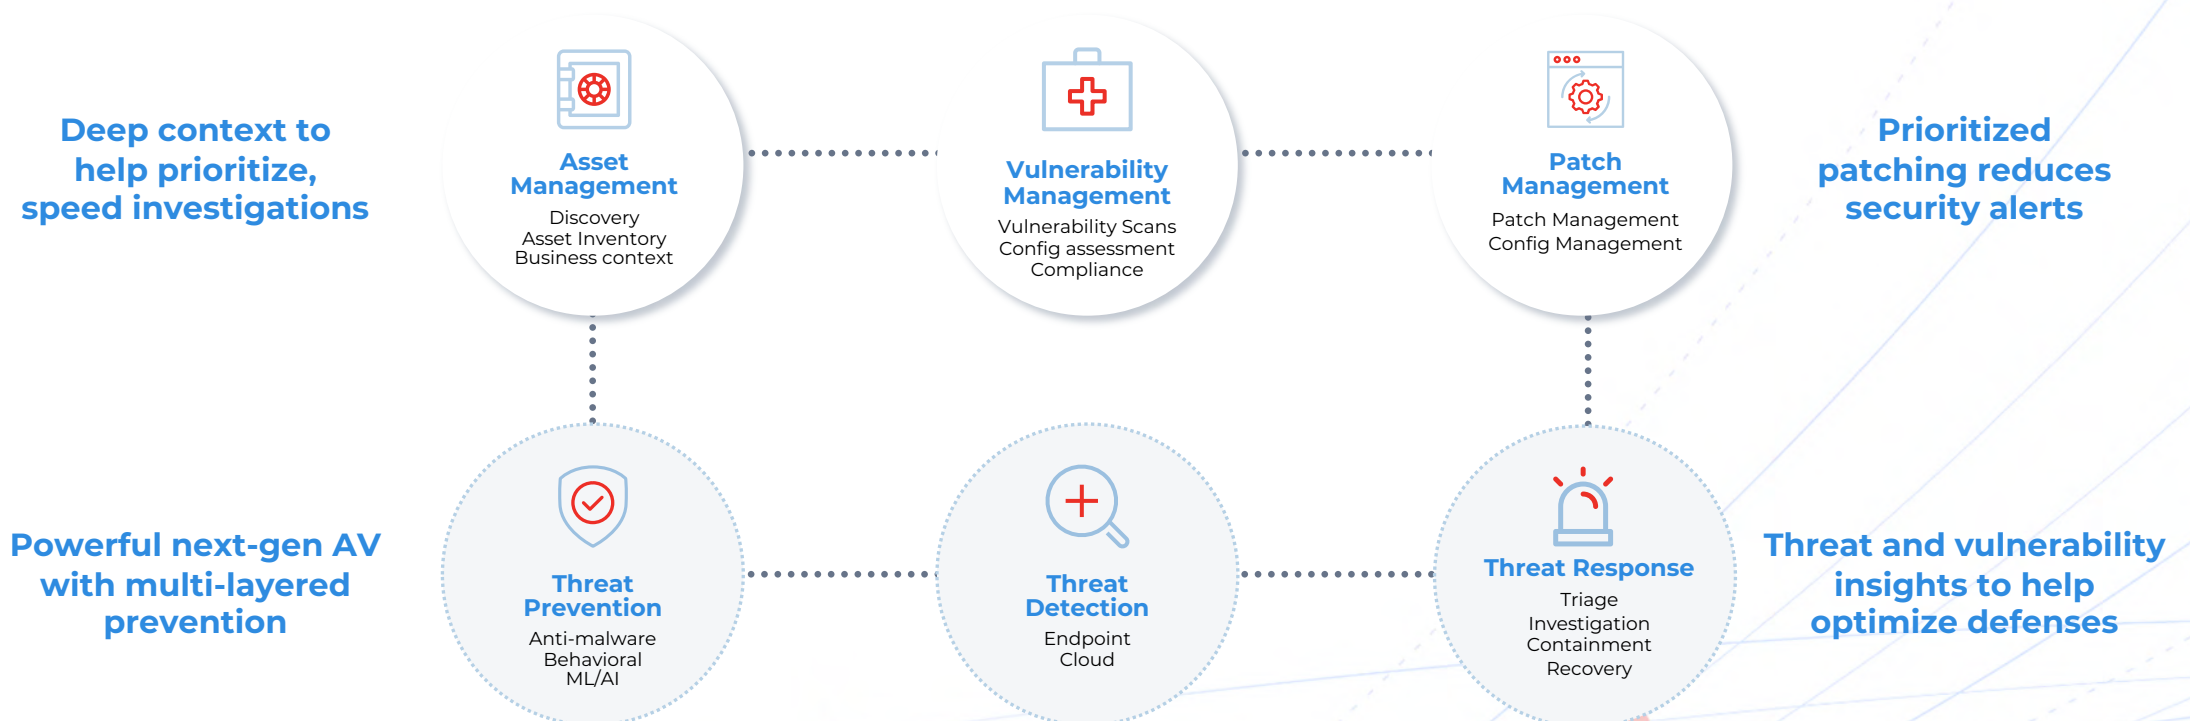 Deep context to
help prioritize,
speed investigations
Asset
Management
Discovery
Asset Inventory
Business context
Vulnerability
Management
Vulnerability Scans
Config assessment
Compliance
Patch
Management
Patch Management
Config Management
Prioritized
patching reduces
security alerts
Powerful next-gen AV
with multi-layered
prevention
Threat
Prevention
Anti-malware
Behavioral
ML/AI
Threat
Detection
Endpoint
Cloud
Threat Response
Triage
Investigation
Containment
Recovery
Threat and vulnerability
insights to help
optimize defenses